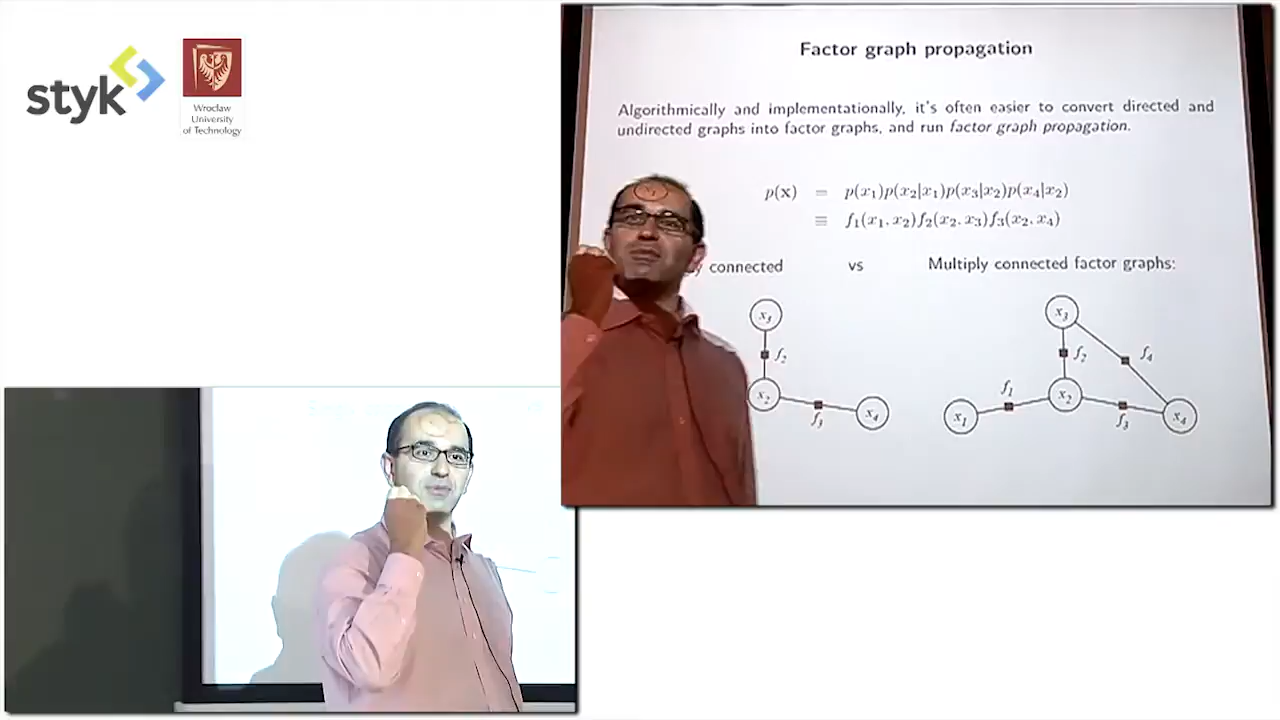 styk
Wrocław
University
of Technology
Factor graph propagation
Algorithmically and implementationally, it's often easier to convert directed and
undirected graphs into factor graphs, and run factor graph propagation.
p(x) = p(x₁)p(x₂|x₁)p(x₃|x₂)p(x₄|x₂)
≡ f₁(x₁, x₂)f₂(x₂, x₃)f₃(x₂, x₄)
connected vs Multiply connected factor graphs:
x₃
f₂
x₂
f₃
x₄
x₃
f₂
f₄
f₁
x₁
x₂
f₃
x₄